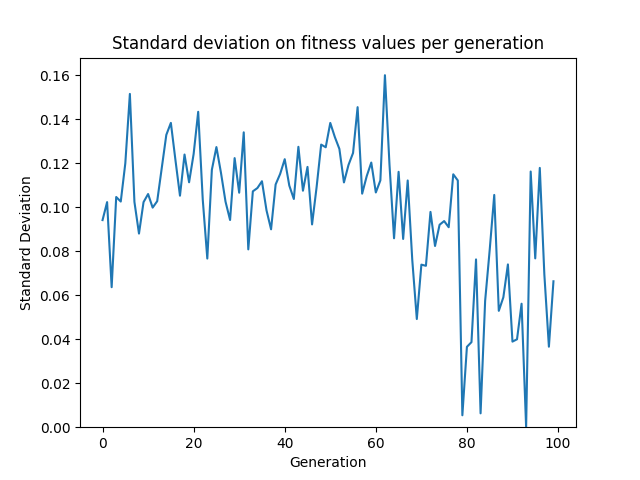 Standard deviation on fitness values per generation
0.16
0.14
0.12
0.10
0.08
0.06
0.04
0.02
0.00
Standard Deviation
0 20 40 60 80 100
Generation